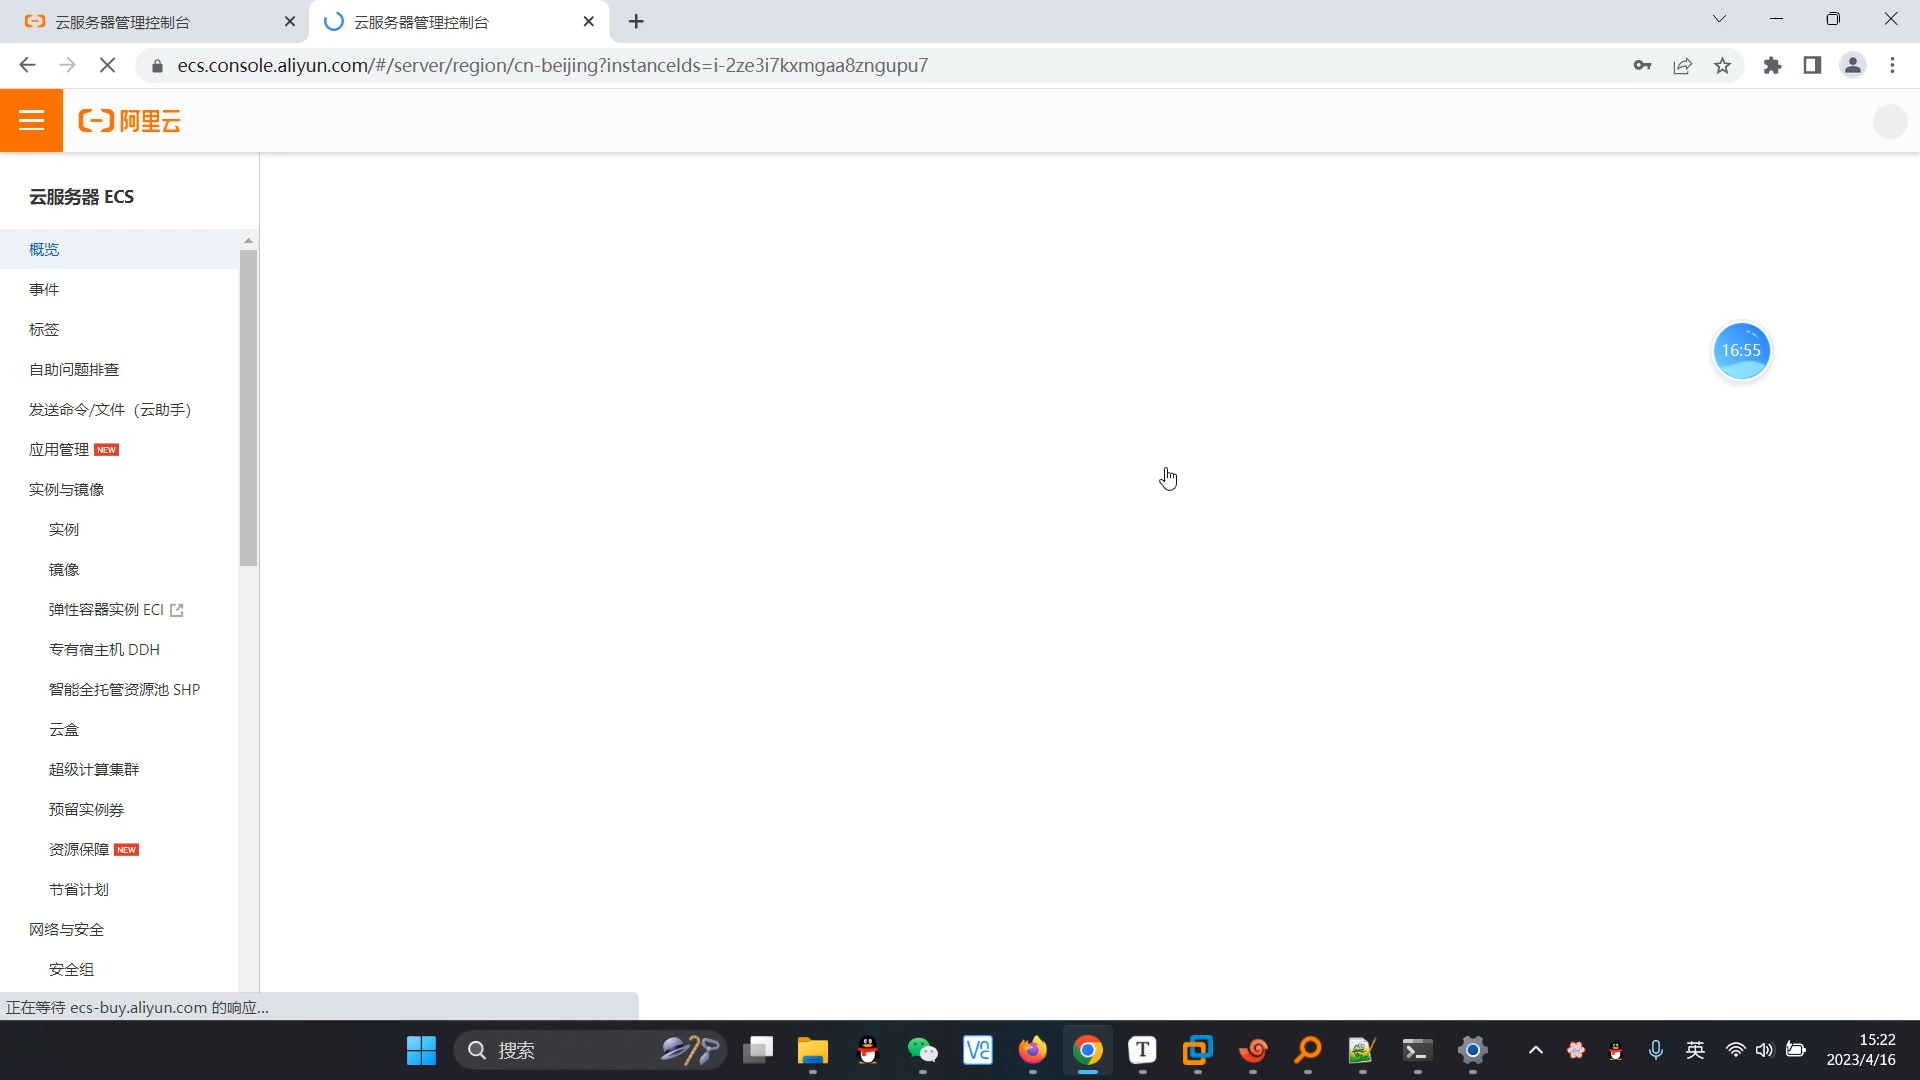 云服务器管理控制台
云服务器管理控制台
ecs.console.aliyun.com/#/server/region/cn-beijing?instanceIds=i-2ze3i7kxmgaa8zngupu7
阿里云
云服务器 ECS
概览
事件
标签
自助问题排查
发送命令/文件（云助手）
应用管理 NEW
实例与镜像
实例
镜像
弹性容器实例 ECI
专有宿主机 DDH
智能全托管资源池 SHP
云盒
超级计算集群
预留实例券
资源保障 NEW
节省计划
网络与安全
安全组
16:55
正在等待 ecs-buy.aliyun.com 的响应...
搜索
英
15:22
2023/4/16